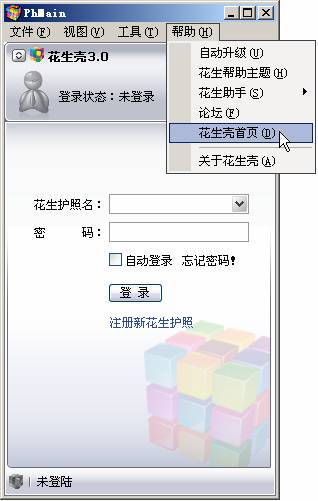 PhMain
文件(F) 视图(V) 工具(T) 帮助(H)
自动升级(U)
花生帮助主题(H)
花生助手(S)
论坛(F)
花生壳首页(D)
关于花生壳(A)
花生壳3.0
登录状态：未登录
花生护照名：
密 码：
自动登录 忘记密码!
登 录
注册新花生护照
未登陆